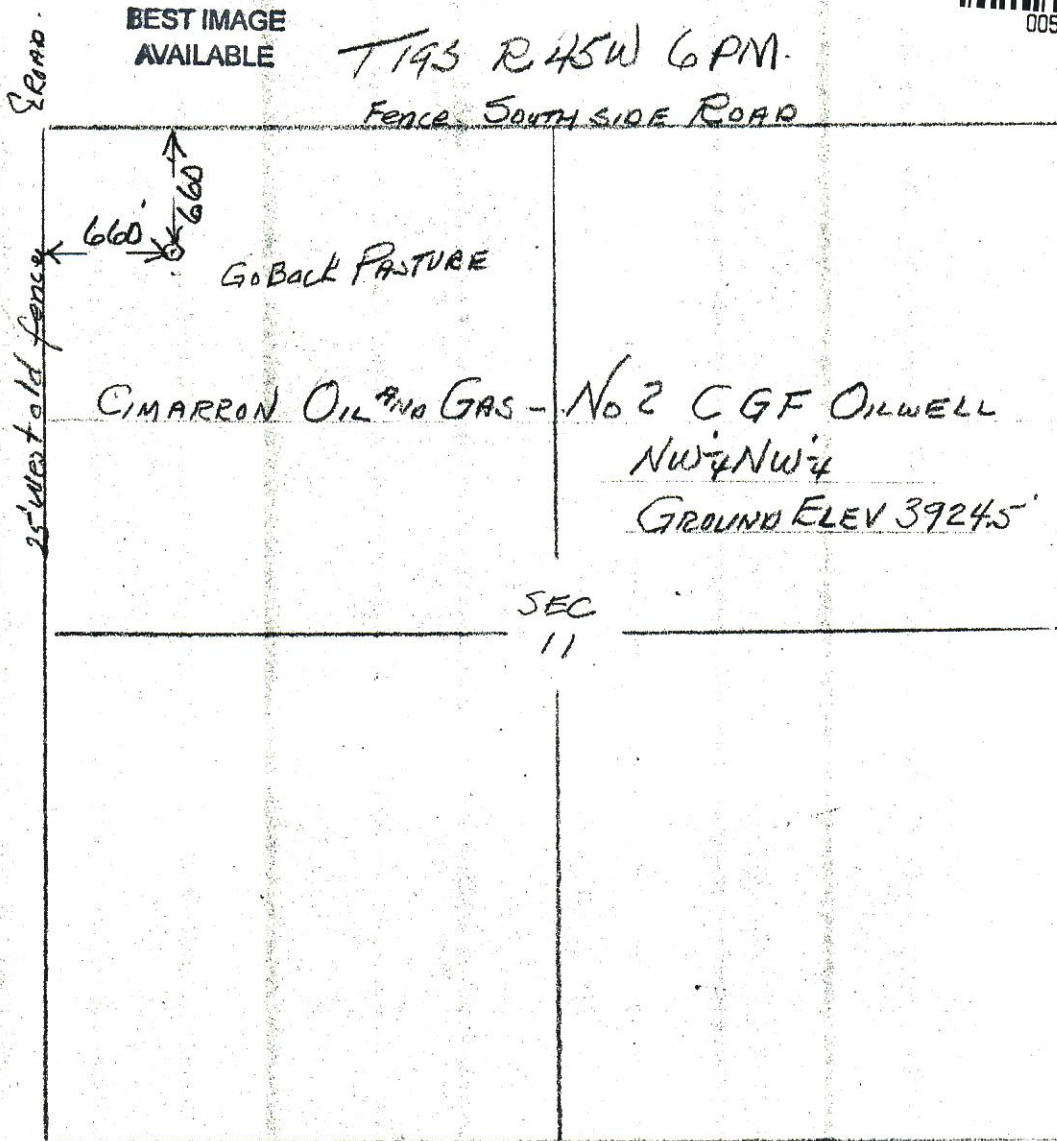 BEST IMAGE
AVAILABLE
005
T19S R45W 6PM.
Fence South side Road
℄ Road.
660'
660'
GoBack Pasture
25' West old fence
Cimarron Oil and Gas - No 2 CGF Oilwell
NW¼NW¼
Ground Elev 3924.5'
SEC
11